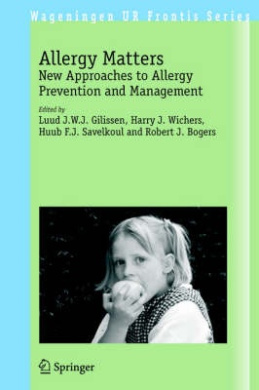 Wageningen UR Frontis Series
Allergy Matters
New Approaches to Allergy
Prevention and Management
Edited by
Luud J.W.J. Gilissen, Harry J. Wichers,
Huub F.J. Savelkoul and Robert J. Bogers
Springer